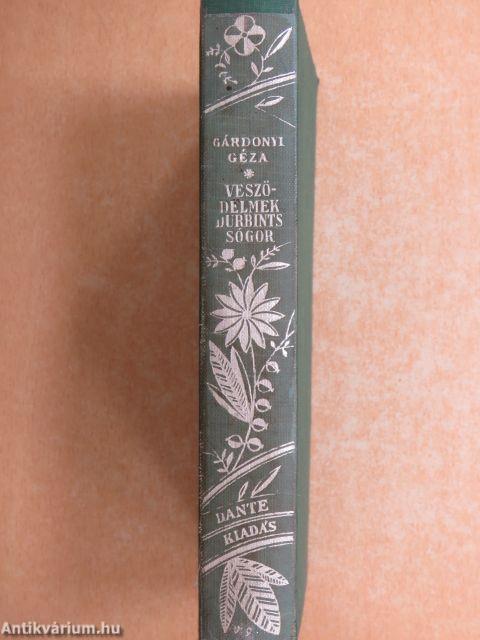 GÁRDONYI
GÉZA
*
VESZŐ-
DELMEK
DURBINTS
SÓGOR
DANTE
KIADÁS
Antikvárium.hu